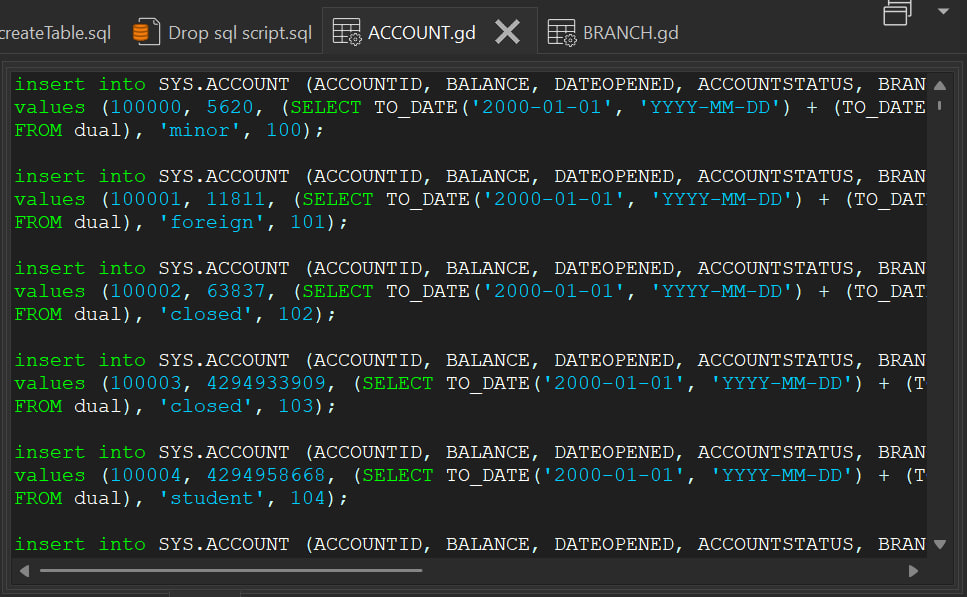 createTable.sql Drop sql script.sql ACCOUNT.gd BRANCH.gd
insert into SYS.ACCOUNT (ACCOUNTID, BALANCE, DATEOPENED, ACCOUNTSTATUS, BRAN
values (100000, 5620, (SELECT TO_DATE('2000-01-01', 'YYYY-MM-DD') + (TO_DATE
FROM dual), 'minor', 100);
insert into SYS.ACCOUNT (ACCOUNTID, BALANCE, DATEOPENED, ACCOUNTSTATUS, BRAN
values (100001, 11811, (SELECT TO_DATE('2000-01-01', 'YYYY-MM-DD') + (TO_DAT
FROM dual), 'foreign', 101);
insert into SYS.ACCOUNT (ACCOUNTID, BALANCE, DATEOPENED, ACCOUNTSTATUS, BRAN
values (100002, 63837, (SELECT TO_DATE('2000-01-01', 'YYYY-MM-DD') + (TO_DAT
FROM dual), 'closed', 102);
insert into SYS.ACCOUNT (ACCOUNTID, BALANCE, DATEOPENED, ACCOUNTSTATUS, BRAN
values (100003, 4294933909, (SELECT TO_DATE('2000-01-01', 'YYYY-MM-DD') + (T
FROM dual), 'closed', 103);
insert into SYS.ACCOUNT (ACCOUNTID, BALANCE, DATEOPENED, ACCOUNTSTATUS, BRAN
values (100004, 4294958668, (SELECT TO_DATE('2000-01-01', 'YYYY-MM-DD') + (T
FROM dual), 'student', 104);
insert into SYS.ACCOUNT (ACCOUNTID, BALANCE, DATEOPENED, ACCOUNTSTATUS, BRAN